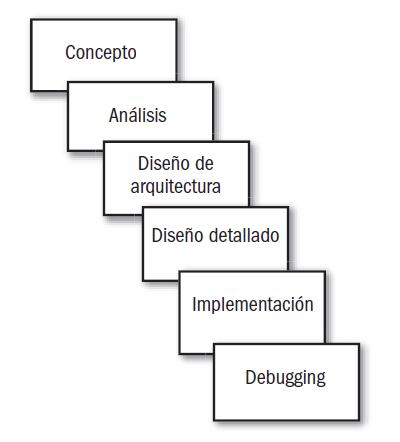 Concepto
Análisis
Diseño de
arquitectura
Diseño detallado
Implementación
Debugging